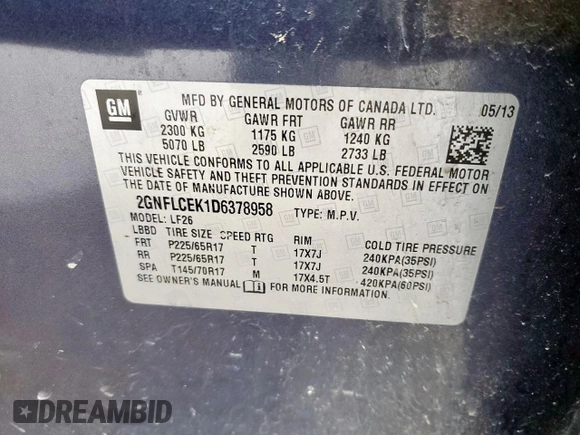 GM
MFD BY GENERAL MOTORS OF CANADA LTD. 05/13
GVWR GAWR FRT GAWR RR
2300 KG 1175 KG 1240 KG
5070 LB 2590 LB 2733 LB
THIS VEHICLE CONFORMS TO ALL APPLICABLE U.S. FEDERAL MOTOR
VEHICLE SAFETY AND THEFT PREVENTION STANDARDS IN EFFECT ON
THE DATE OF MANUFACTURE SHOWN ABOVE.
2GNFLCEK1D6378958 TYPE: M.P.V.
MODEL: LF26
LBBD TIRE SIZE SPEED RTG RIM COLD TIRE PRESSURE
FRT P225/65R17 T 17X7J 240KPA(35PSI)
RR P225/65R17 T 17X7J 240KPA(35PSI)
SPA T145/70R17 M 17X4.5T 420KPA(60PSI)
SEE OWNER'S MANUAL
DREAMBID